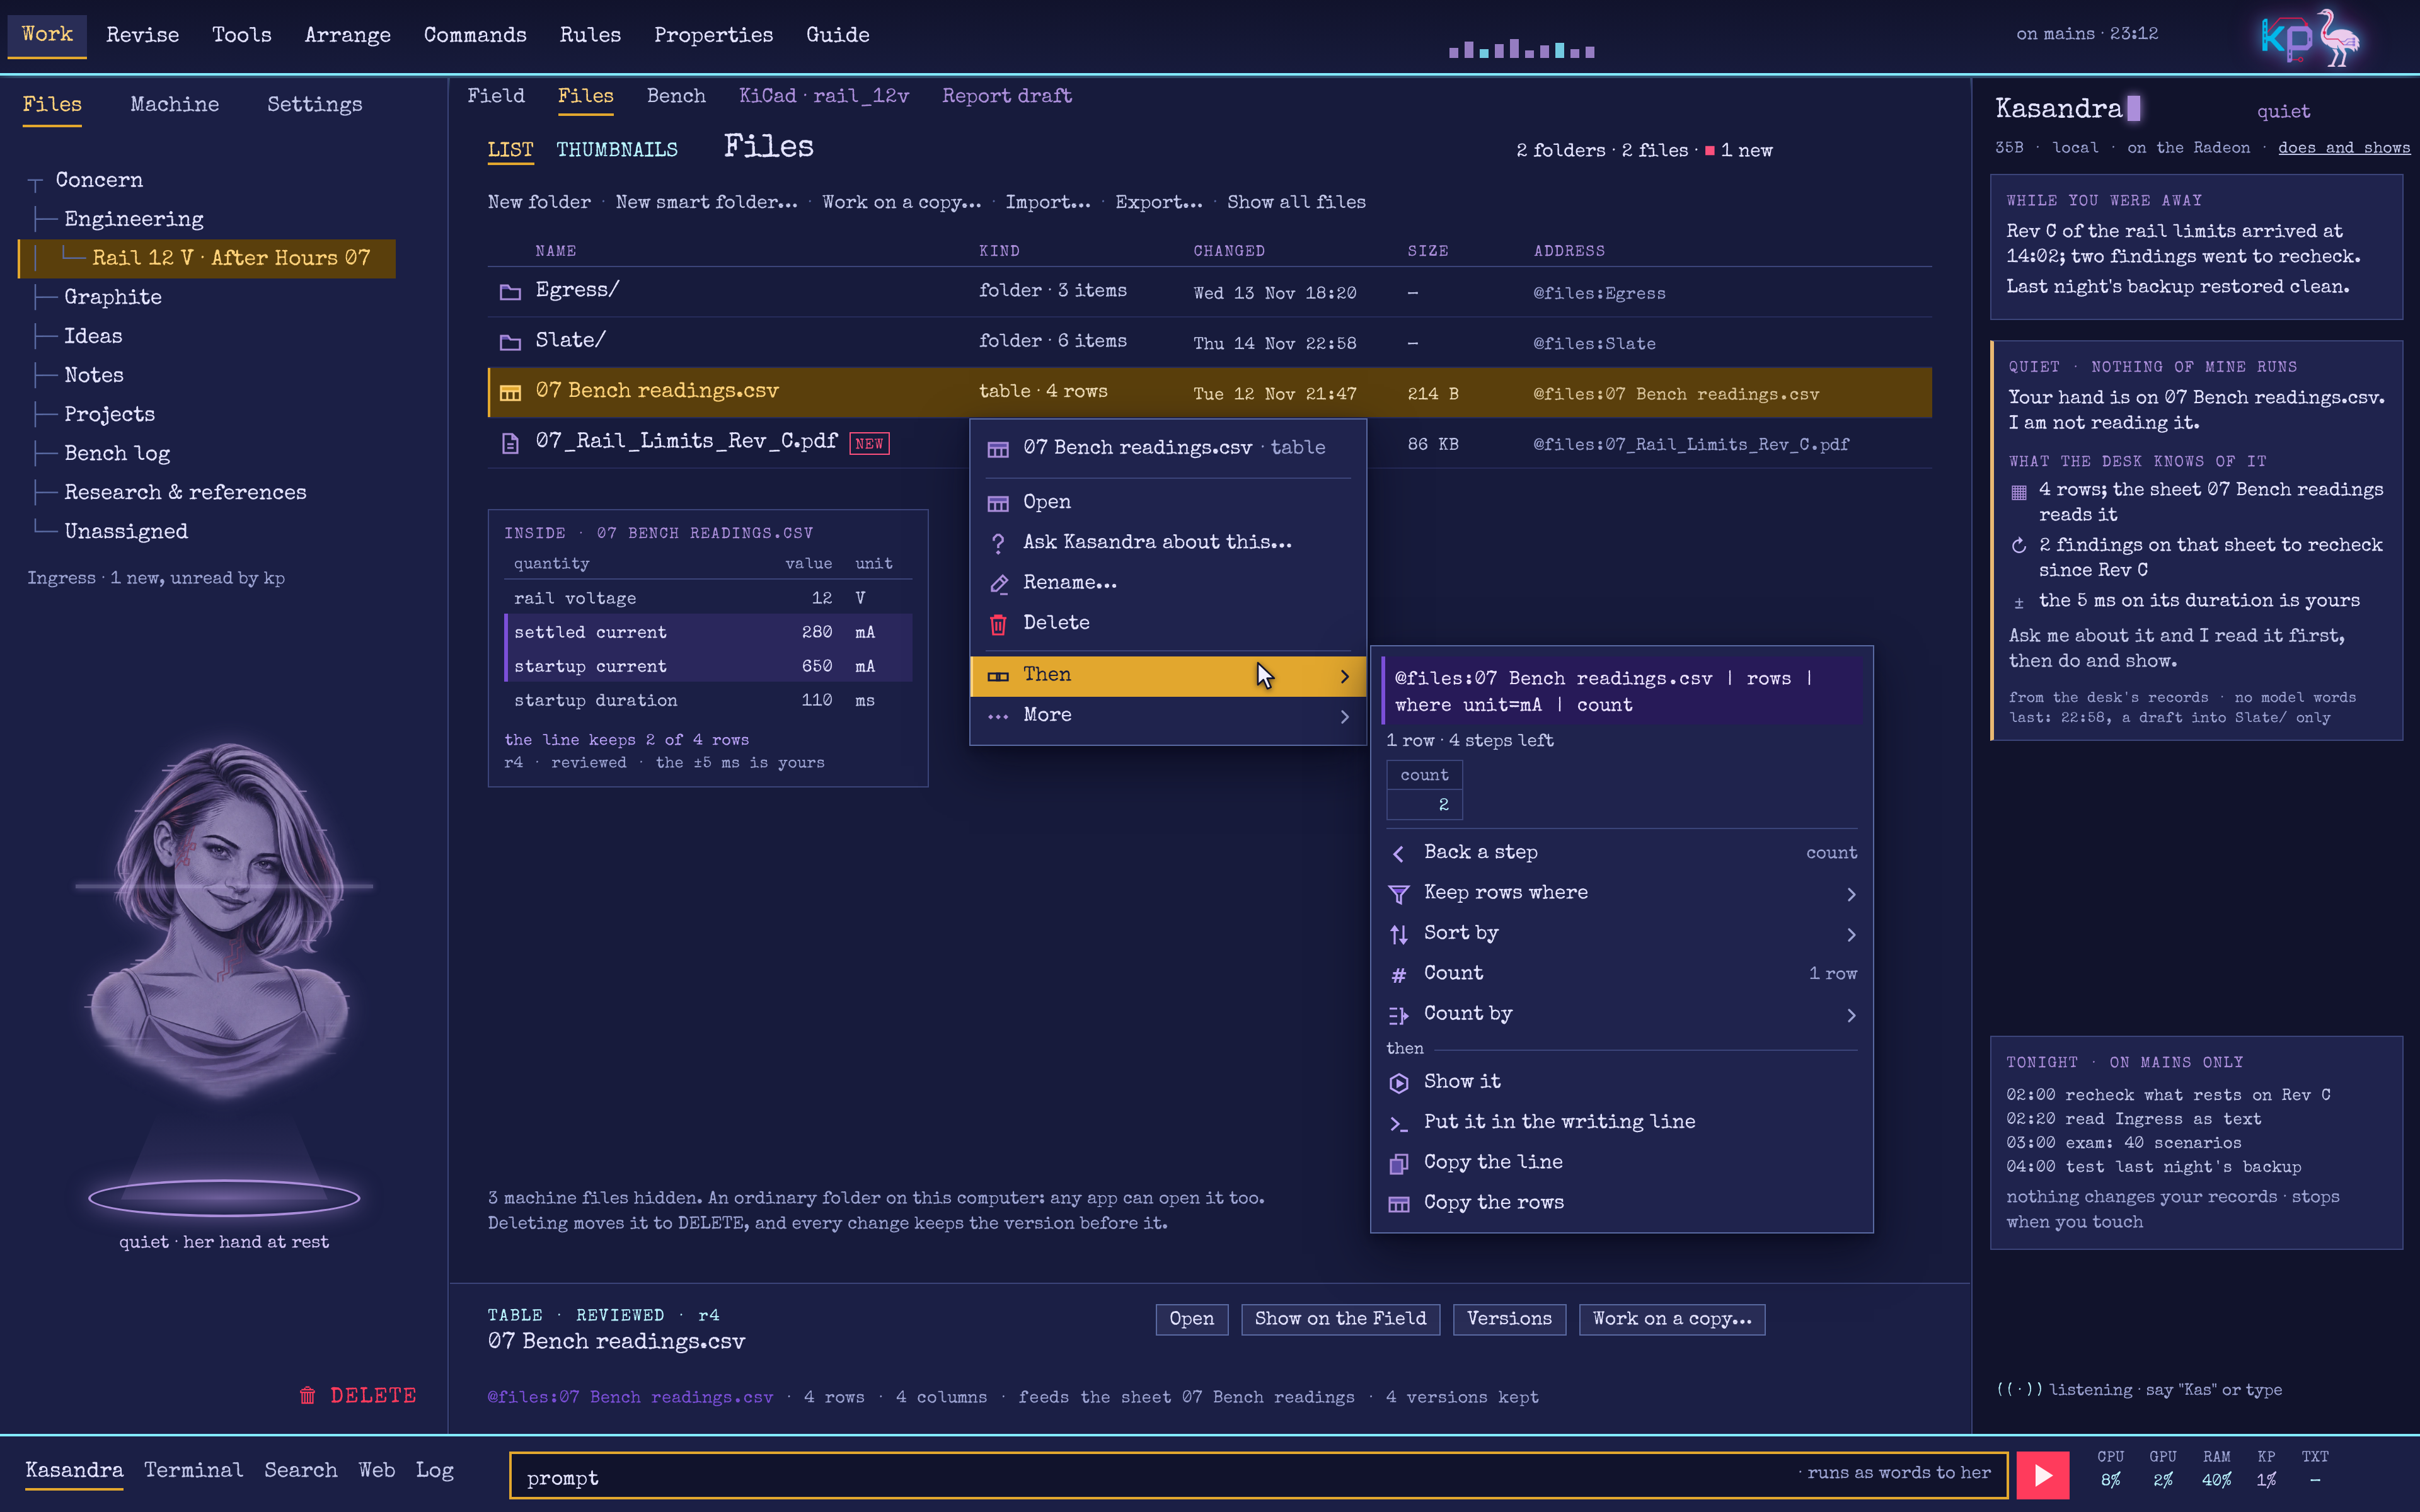 Work Revise Tools Arrange Commands Rules Properties Guide
on mains · 23:12
kp
Files Machine Settings
Concern
Engineering
Rail 12 V · After Hours 07
Graphite
Ideas
Notes
Projects
Bench log
Research & references
Unassigned
Ingress · 1 new, unread by kp
quiet · her hand at rest
DELETE
Field Files Bench KiCad · rail_12v Report draft
LIST THUMBNAILS Files
2 folders · 2 files · 1 new
New folder · New smart folder... · Work on a copy... · Import... · Export... · Show all files
NAME KIND CHANGED SIZE ADDRESS
Egress/ folder · 3 items Wed 13 Nov 18:20 — @files:Egress
Slate/ folder · 6 items Thu 14 Nov 22:58 — @files:Slate
07 Bench readings.csv table · 4 rows Tue 12 Nov 21:47 214 B @files:07 Bench readings.csv
07_Rail_Limits_Rev_C.pdf NEW 86 KB @files:07_Rail_Limits_Rev_C.pdf
INSIDE · 07 BENCH READINGS.CSV
quantity value unit
rail voltage 12 V
settled current 280 mA
startup current 650 mA
startup duration 110 ms
the line keeps 2 of 4 rows
r4 · reviewed · the ±5 ms is yours
07 Bench readings.csv · table
Open
Ask Kasandra about this...
Rename...
Delete
Then
More
@files:07 Bench readings.csv | rows |
where unit=mA | count
1 row · 4 steps left
count
2
Back a step count
Keep rows where
Sort by
Count 1 row
Count by
then
Show it
Put it in the writing line
Copy the line
Copy the rows
3 machine files hidden. An ordinary folder on this computer: any app can open it too.
Deleting moves it to DELETE, and every change keeps the version before it.
TABLE · REVIEWED · r4
07 Bench readings.csv
Open Show on the Field Versions Work on a copy...
@files:07 Bench readings.csv · 4 rows · 4 columns · feeds the sheet 07 Bench readings · 4 versions kept
Kasandra quiet
35B · local · on the Radeon · does and shows
WHILE YOU WERE AWAY
Rev C of the rail limits arrived at
14:02; two findings went to recheck.
Last night's backup restored clean.
QUIET · NOTHING OF MINE RUNS
Your hand is on 07 Bench readings.csv.
I am not reading it.
WHAT THE DESK KNOWS OF IT
4 rows; the sheet 07 Bench readings
reads it
2 findings on that sheet to recheck
since Rev C
± the 5 ms on its duration is yours
Ask me about it and I read it first,
then do and show.
from the desk's records · no model words
last: 22:58, a draft into Slate/ only
TONIGHT · ON MAINS ONLY
02:00 recheck what rests on Rev C
02:20 read Ingress as text
03:00 exam: 40 scenarios
04:00 test last night's backup
nothing changes your records · stops
when you touch
((·)) listening · say "Kas" or type
Kasandra Terminal Search Web Log
prompt · runs as words to her
CPU GPU RAM KP TXT
8% 2% 40% 1% —